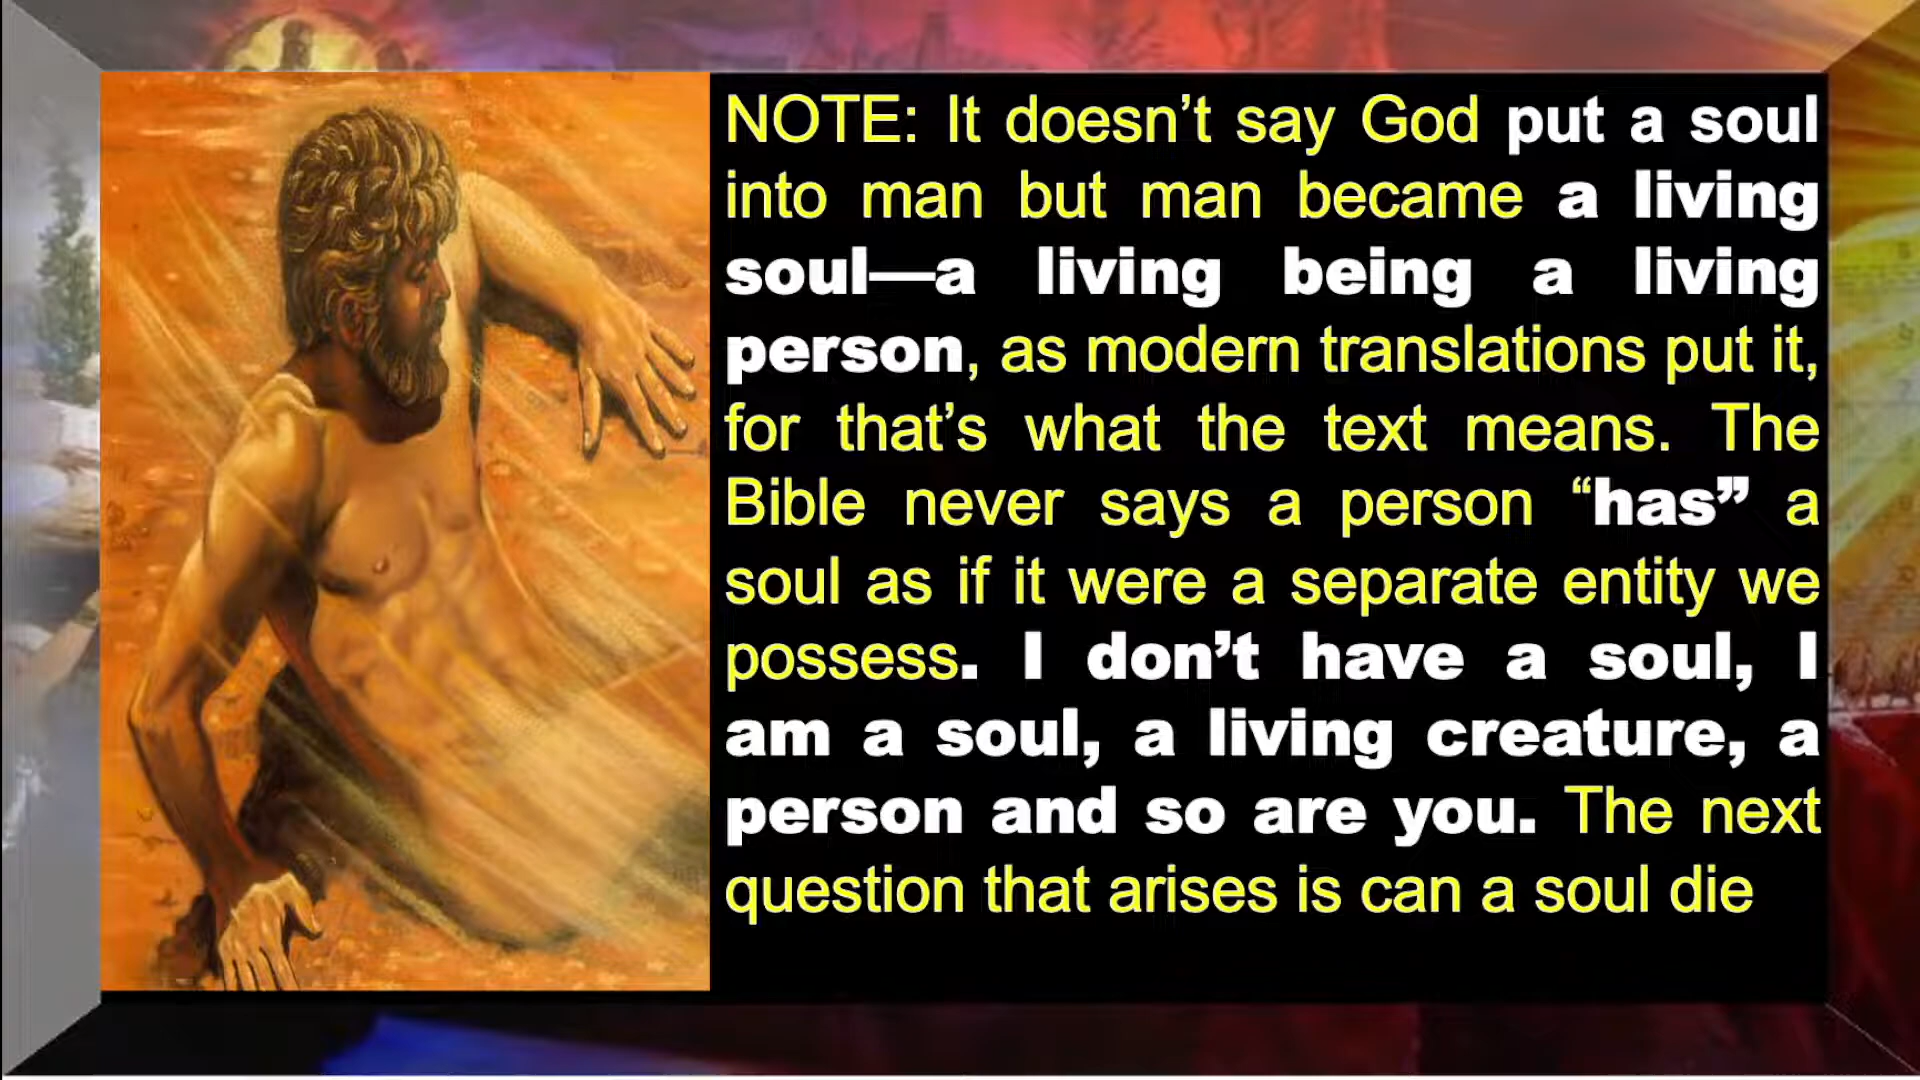 NOTE: It doesn’t say God put a soul
into man but man became a living
soul—a living being a living
person, as modern translations put it,
for that’s what the text means. The
Bible never says a person “has” a
soul as if it were a separate entity we
possess. I don’t have a soul, I
am a soul, a living creature, a
person and so are you. The next
question that arises is can a soul die